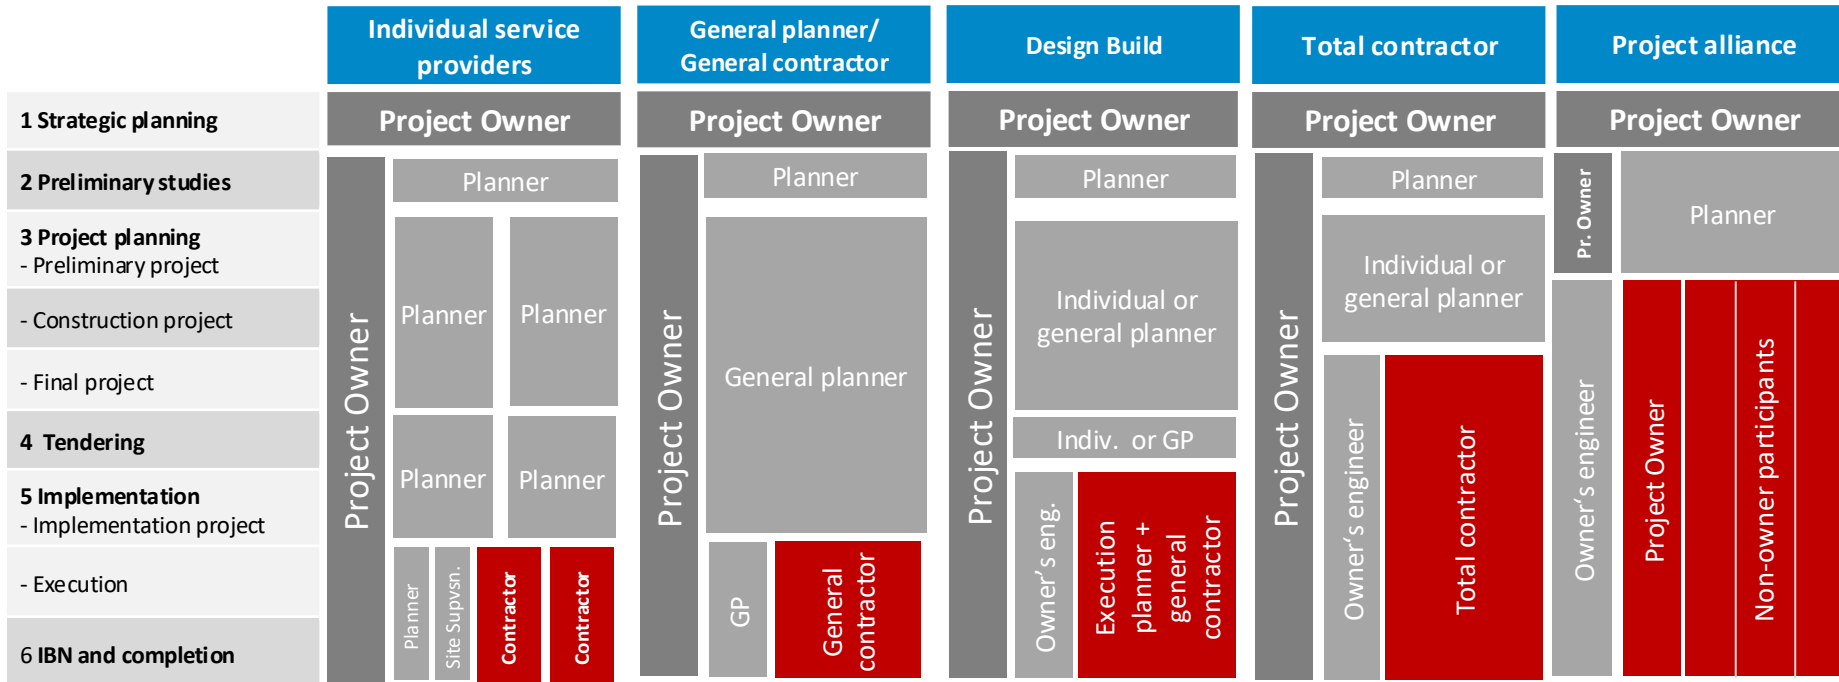 Individual service
providers
General planner/
General contractor
Design Build
Total contractor
Project alliance
1 Strategic planning
Project Owner
Project Owner
Project Owner
Project Owner
Project Owner
2 Preliminary studies
3 Project planning
- Preliminary project
- Construction project
- Final project
4 Tendering
5 Implementation
- Implementation project
- Execution
6 IBN and completion
Project Owner
Planner
Planner
Planner
Planner
Planner
Planner
Site Supvsn.
Contractor
Contractor
Project Owner
Planner
General planner
GP
General
contractor
Project Owner
Planner
Individual or
general planner
Indiv. or GP
Owner's eng.
Execution
planner +
general
contractor
Project Owner
Planner
Individual or
general planner
Owner's engineer
Total contractor
Pr. Owner
Planner
Owner's engineer
Project Owner
Non-owner participants